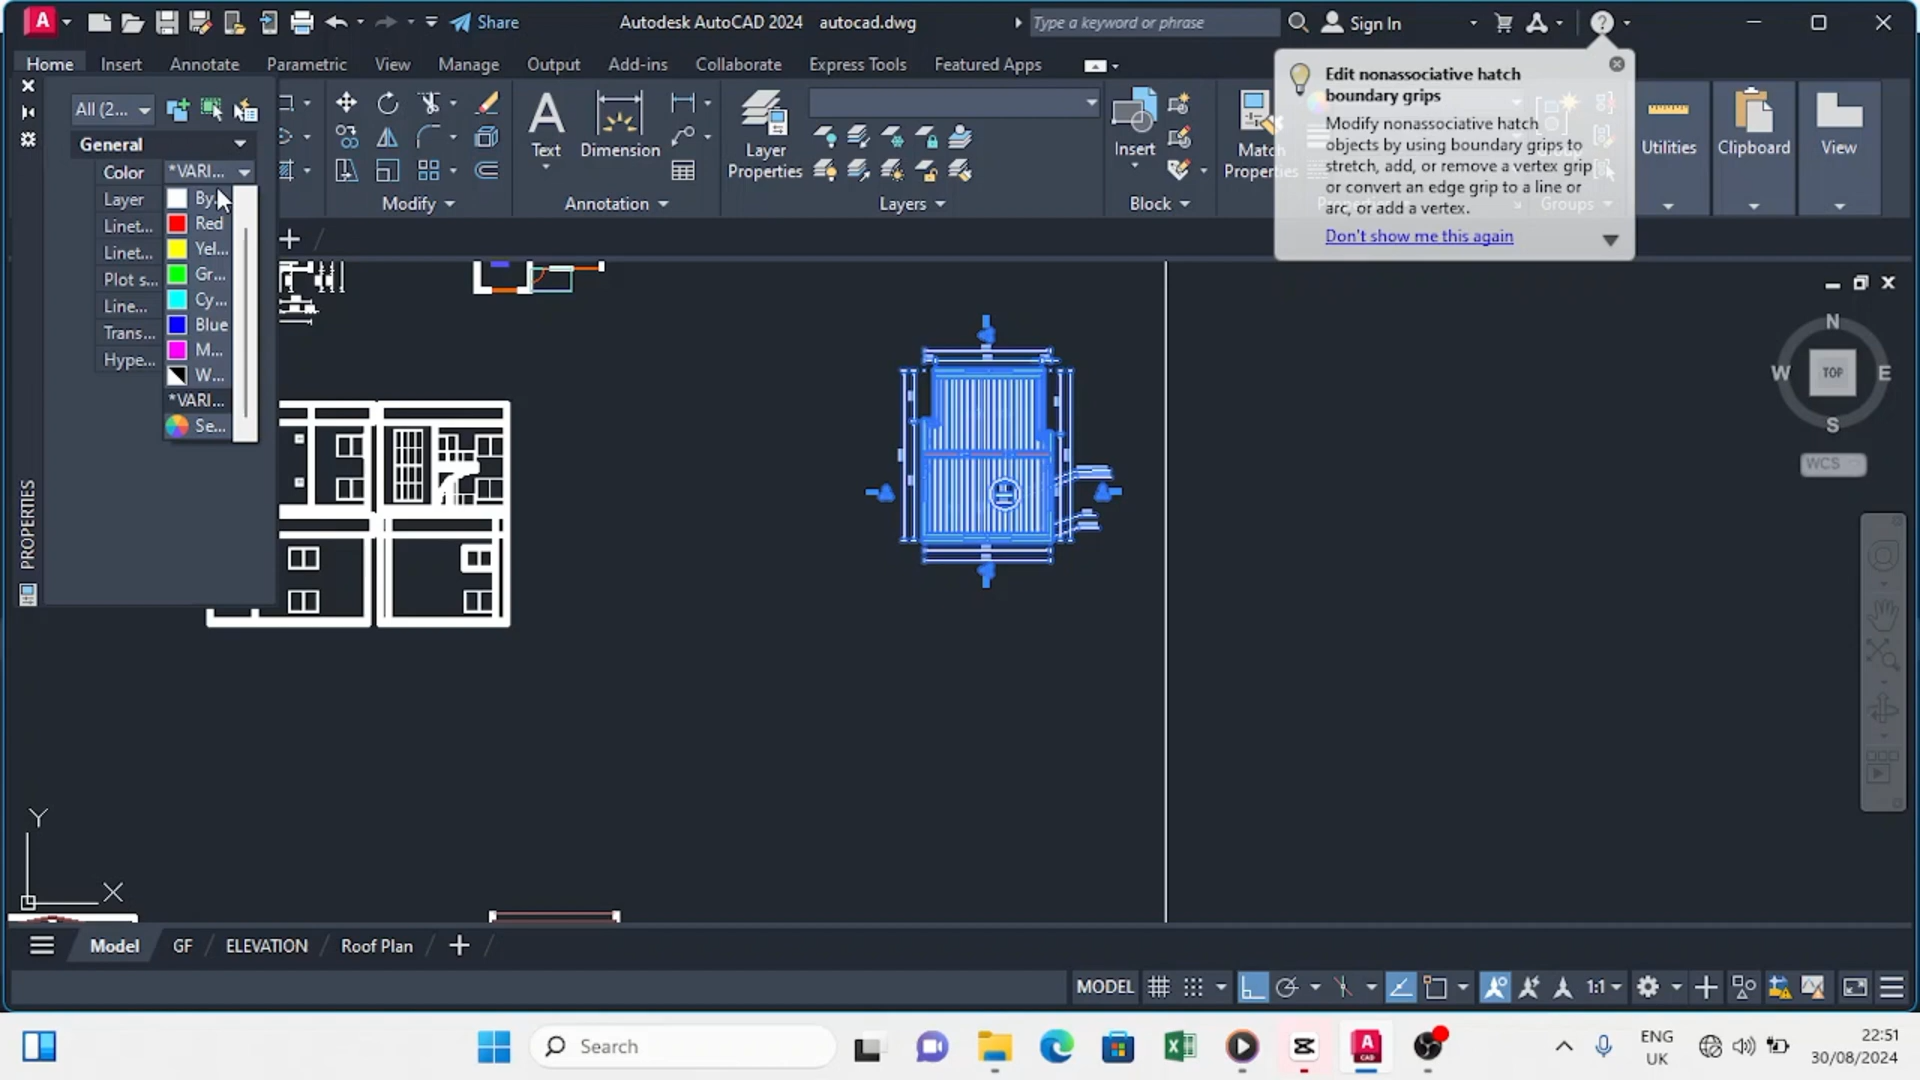 Share
Autodesk AutoCAD 2024 autocad.dwg
Type a keyword or phrase
Sign In
Home Insert Annotate Parametric View Manage Output Add-ins Collaborate Express Tools Featured Apps
All (2...
General
Color *VARI...
Layer
Linet...
Linet...
Plot s...
Line...
Trans...
Hype...
By...
Red
Yel...
Gr...
Cy...
Blue
M...
W...
*VARI...
Se...
PROPERTIES
Modify
Text
Dimension
Annotation
Layer
Properties
Layers
Insert
Block
Match
Properties
Groups
Utilities
Clipboard
View
Edit nonassociative hatch
boundary grips
Modify nonassociative hatch
objects by using boundary grips to
stretch, add, or remove a vertex grip
or convert an edge grip to a line or
arc, or add a vertex.
Don't show me this again
N
W TOP E
S
WCS
Y
X
Model GF ELEVATION Roof Plan
MODEL 1:1
Search
ENG
UK
22:51
30/08/2024